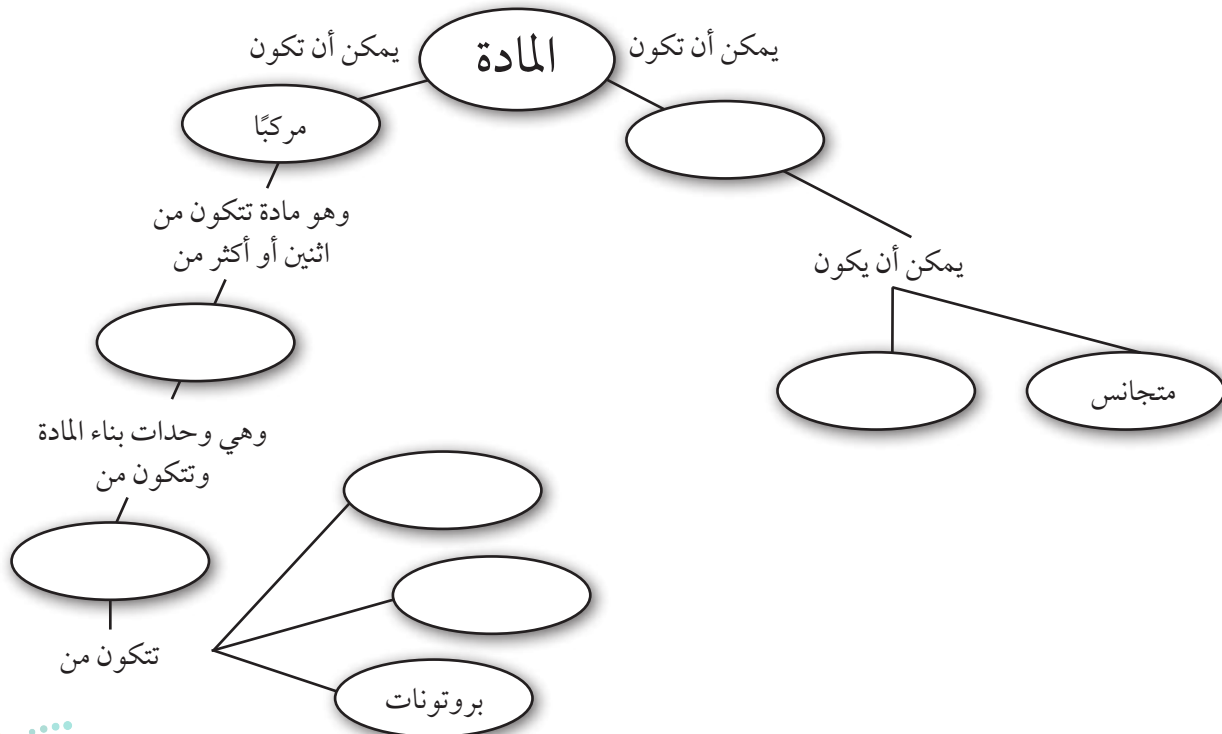 المادة
يمكن أن تكون
يمكن أن يكون
متجانس
يمكن أن تكون
مركبًا
وهو مادة تتكون من
اثنين أو أكثر من
وهي وحدات بناء المادة
وتتكون من
تتكون من
بروتونات